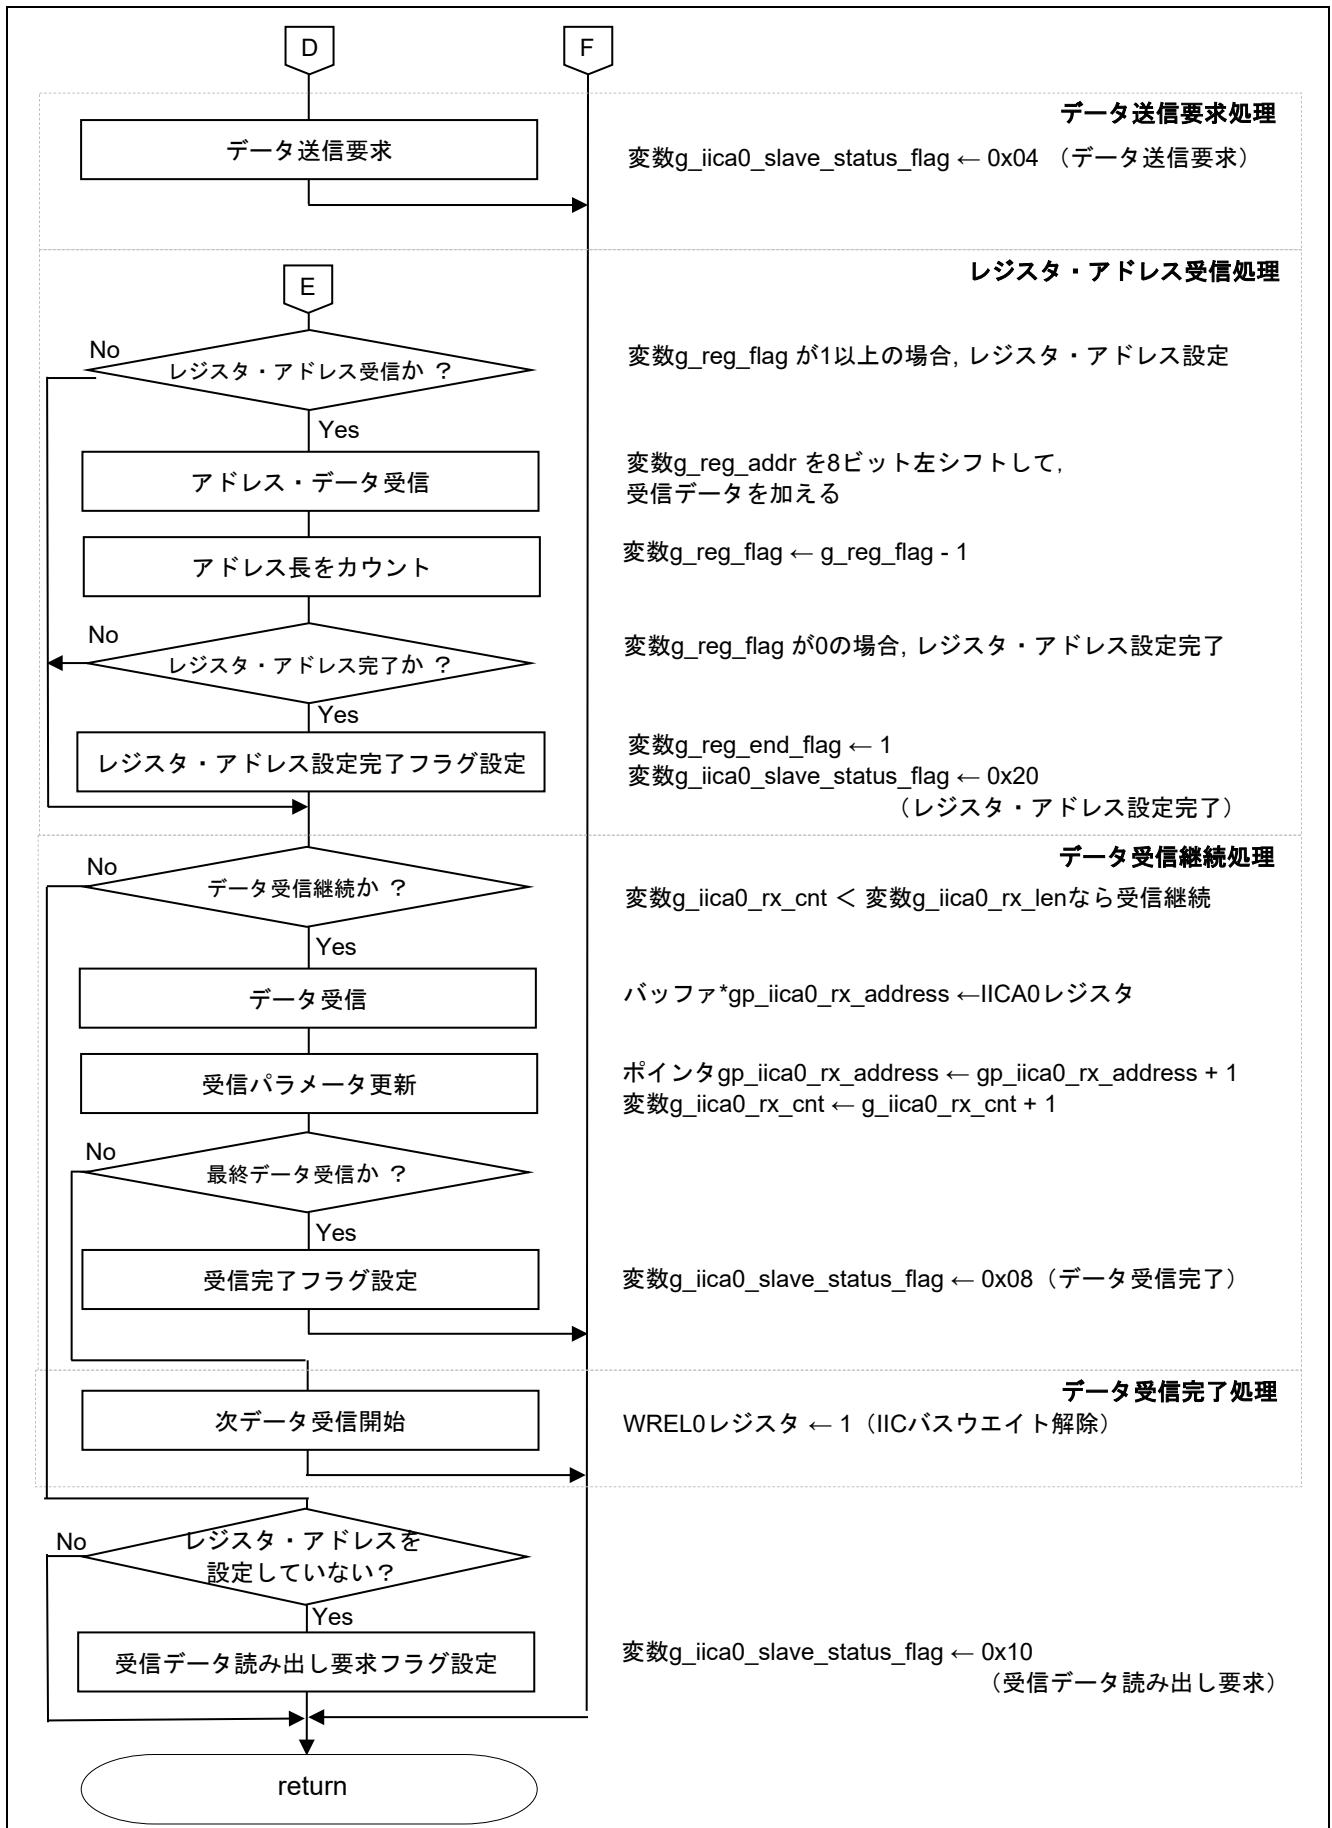 D
F
データ送信要求処理
データ送信要求
変数g_iica0_slave_status_flag ← 0x04 （データ送信要求）
レジスタ・アドレス受信処理
E
No
レジスタ・アドレス受信か ？
変数g_reg_flag が1以上の場合, レジスタ・アドレス設定
Yes
アドレス・データ受信
変数g_reg_addr を8ビット左シフトして,
受信データを加える
アドレス長をカウント
変数g_reg_flag ← g_reg_flag - 1
No
レジスタ・アドレス完了か ？
変数g_reg_flag が0の場合, レジスタ・アドレス設定完了
Yes
レジスタ・アドレス設定完了フラグ設定
変数g_reg_end_flag ← 1
変数g_iica0_slave_status_flag ← 0x20
（レジスタ・アドレス設定完了）
データ受信継続処理
No
データ受信継続か ？
変数g_iica0_rx_cnt ＜ 変数g_iica0_rx_lenなら受信継続
Yes
データ受信
バッファ*gp_iica0_rx_address ←IICA0レジスタ
受信パラメータ更新
ポインタgp_iica0_rx_address ← gp_iica0_rx_address + 1
変数g_iica0_rx_cnt ← g_iica0_rx_cnt + 1
No
最終データ受信か ？
Yes
受信完了フラグ設定
変数g_iica0_slave_status_flag ← 0x08（データ受信完了）
データ受信完了処理
次データ受信開始
WREL0レジスタ ← 1（IICバスウエイト解除）
No
レジスタ・アドレスを
設定していない？
Yes
受信データ読み出し要求フラグ設定
変数g_iica0_slave_status_flag ← 0x10
（受信データ読み出し要求）
return